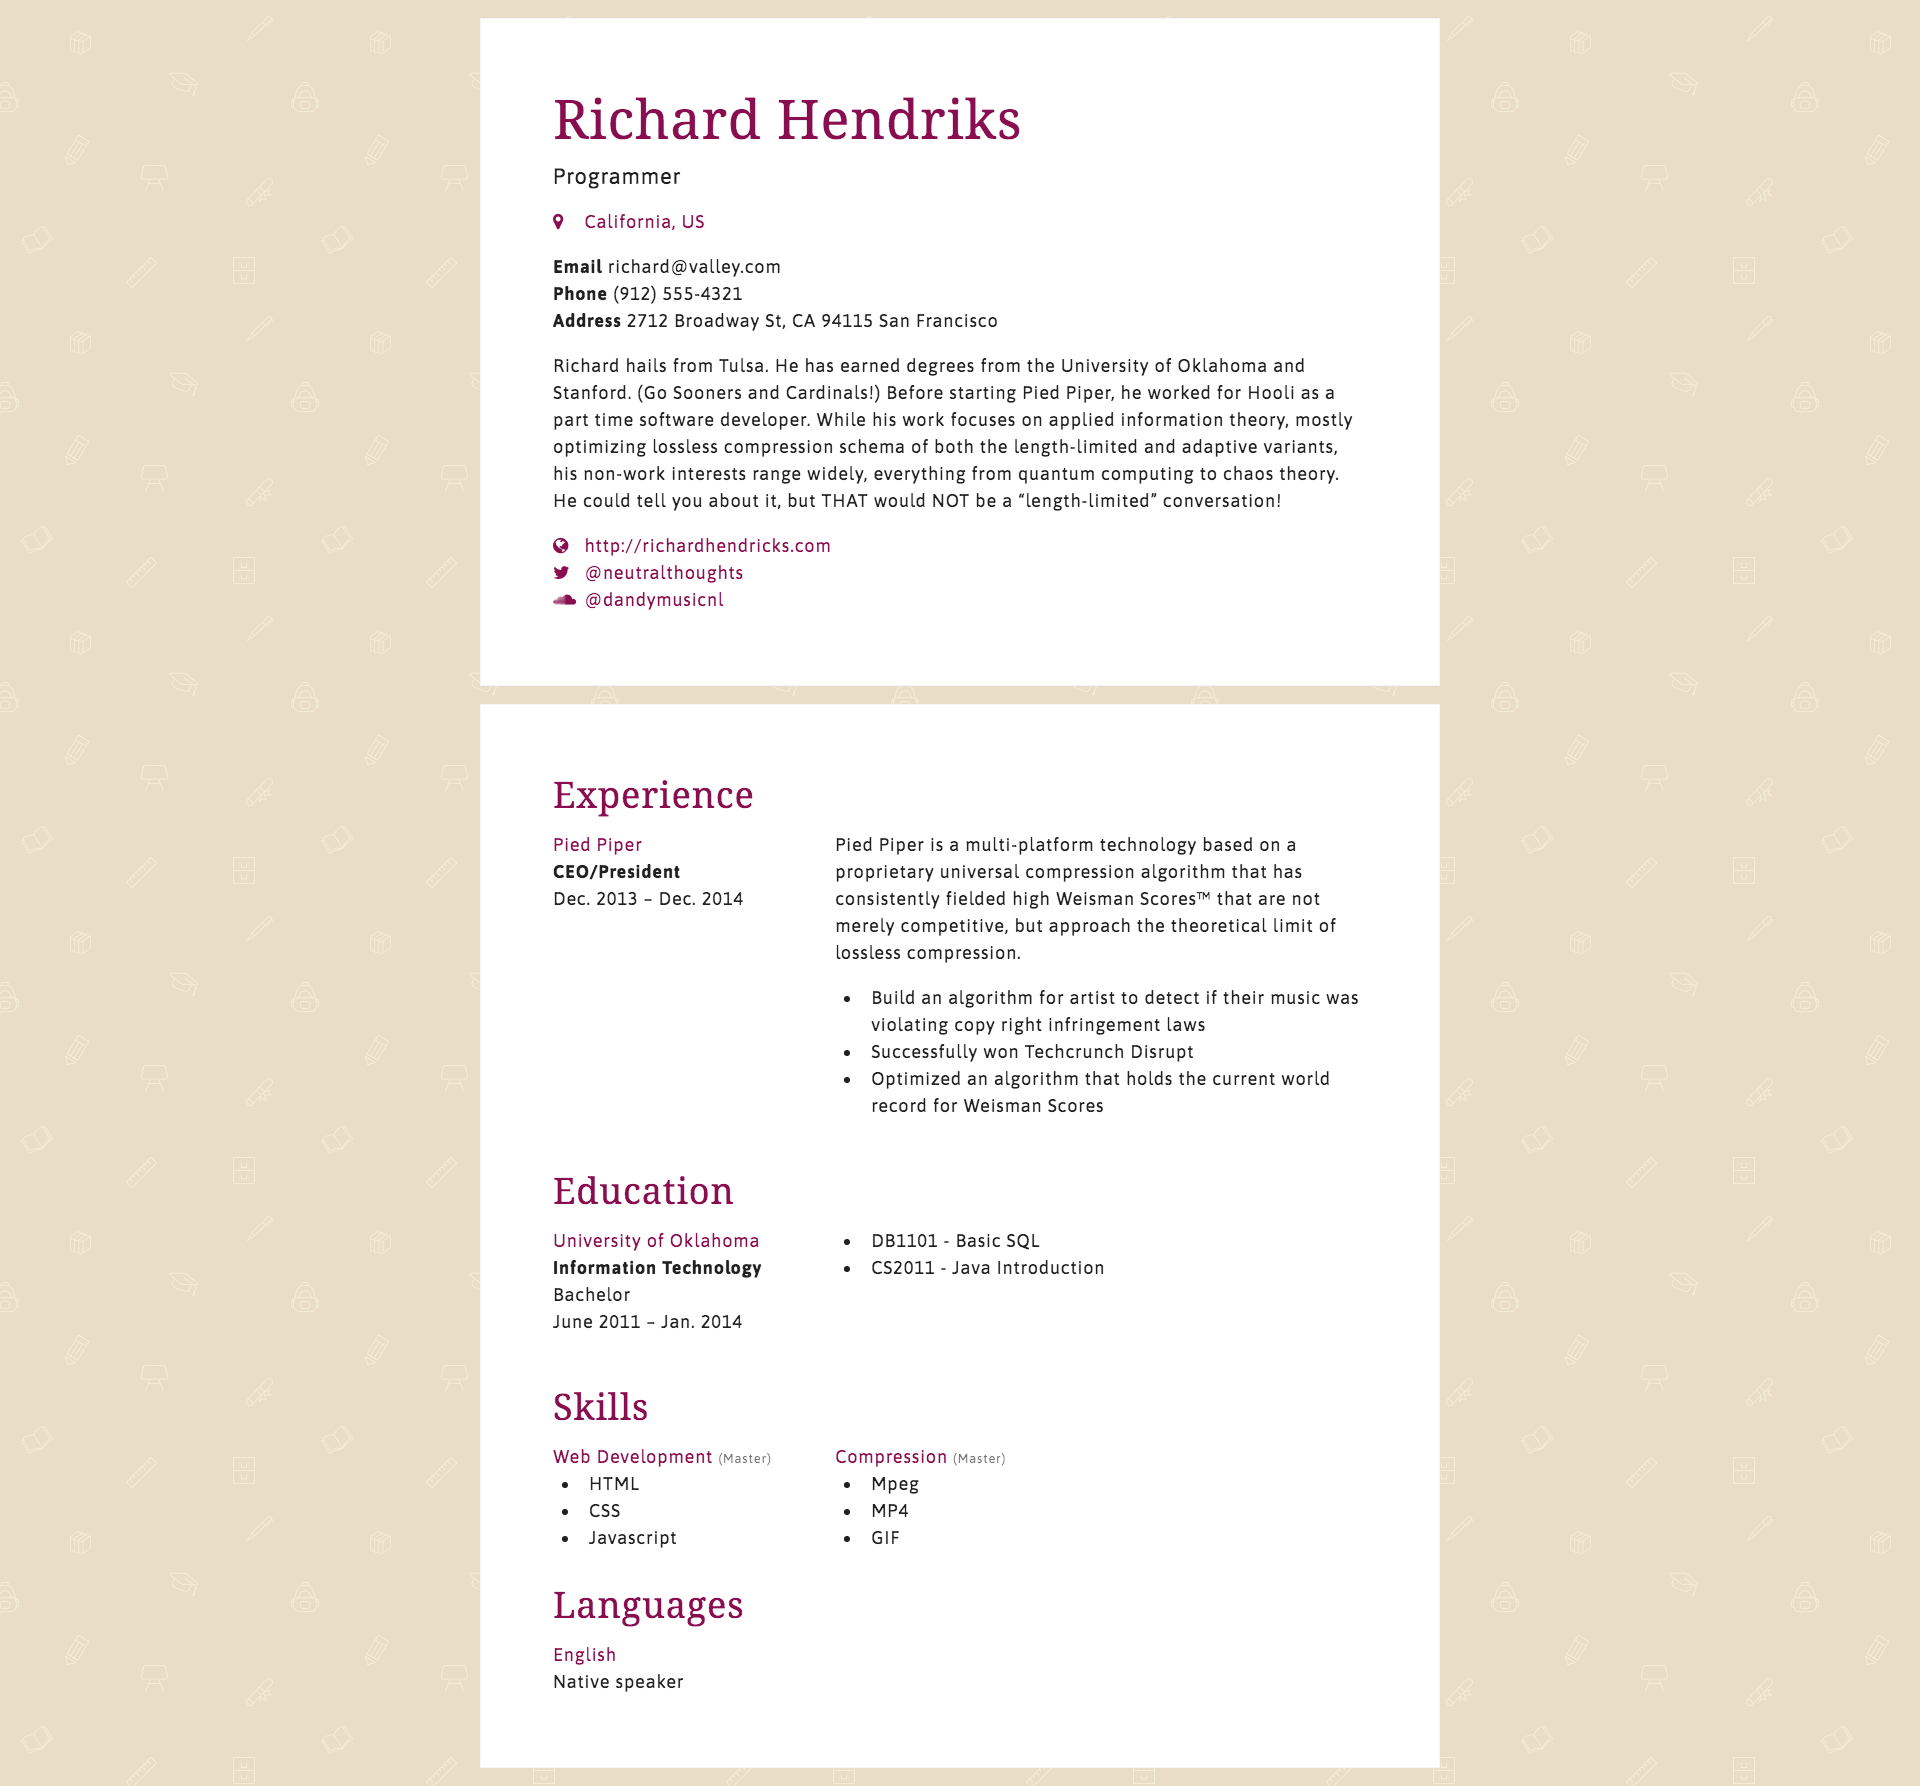 Richard Hendriks
Programmer
California, US
Email richard@valley.com
Phone (912) 555-4321
Address 2712 Broadway St, CA 94115 San Francisco
Richard hails from Tulsa. He has earned degrees from the University of Oklahoma and
Stanford. (Go Sooners and Cardinals!) Before starting Pied Piper, he worked for Hooli as a
part time software developer. While his work focuses on applied information theory, mostly
optimizing lossless compression schema of both the length-limited and adaptive variants,
his non-work interests range widely, everything from quantum computing to chaos theory.
He could tell you about it, but THAT would NOT be a “length-limited” conversation!
http://richardhendricks.com
@neutralthoughts
@dandymusicnl
Experience
Pied Piper
CEO/President
Dec. 2013 – Dec. 2014
Pied Piper is a multi-platform technology based on a
proprietary universal compression algorithm that has
consistently fielded high Weisman Scores™ that are not
merely competitive, but approach the theoretical limit of
lossless compression.
• Build an algorithm for artist to detect if their music was
violating copy right infringement laws
• Successfully won Techcrunch Disrupt
• Optimized an algorithm that holds the current world
record for Weisman Scores
Education
University of Oklahoma
Information Technology
Bachelor
June 2011 – Jan. 2014
• DB1101 - Basic SQL
• CS2011 - Java Introduction
Skills
Web Development (Master)
• HTML
• CSS
• Javascript
Compression (Master)
• Mpeg
• MP4
• GIF
Languages
English
Native speaker